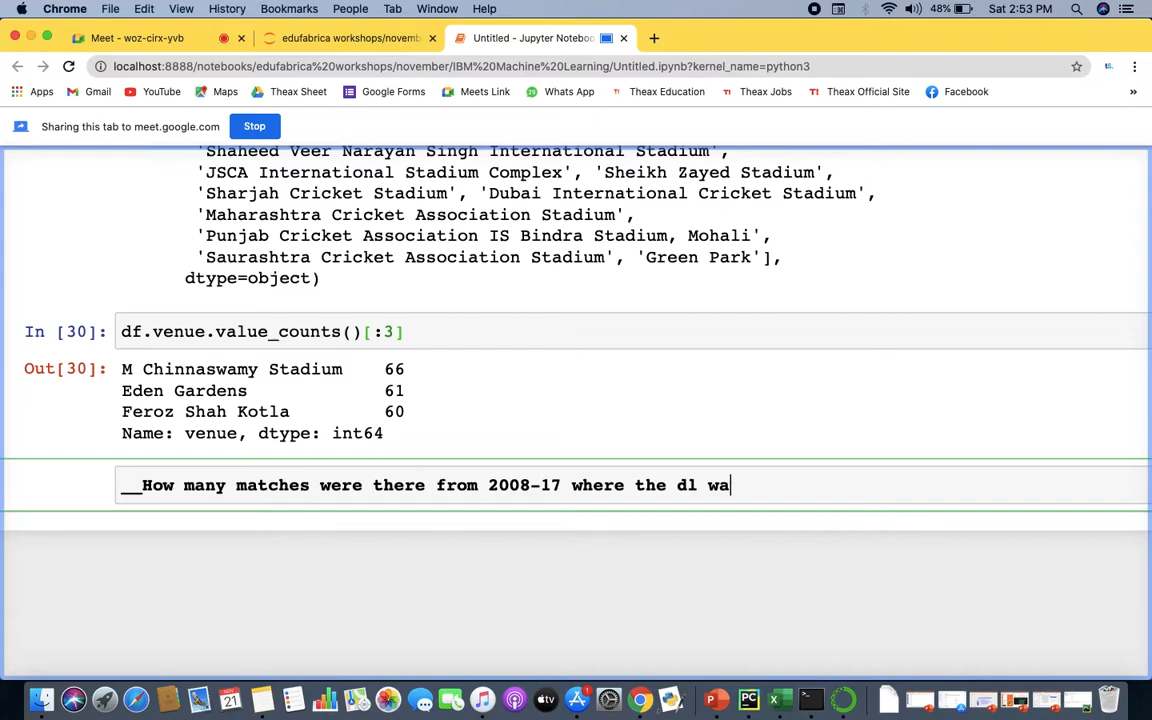 Chrome File Edit View History Bookmarks People Tab Window Help 48% Sat 2:53 PM
Meet - woz-cirx-yvb
edufabrica workshops/novemb
Untitled - Jupyter Noteboo
localhost:8888/notebooks/edufabrica%20workshops/november/IBM%20Machine%20Learning/Untitled.ipynb?kernel_name=python3
Apps Gmail YouTube Maps Theax Sheet Google Forms Meets Link Whats App Theax Education Theax Jobs Theax Official Site Facebook »
Sharing this tab to meet.google.com Stop
'Shaheed Veer Narayan Singh International Stadium',
'JSCA International Stadium Complex', 'Sheikh Zayed Stadium',
'Sharjah Cricket Stadium', 'Dubai International Cricket Stadium',
'Maharashtra Cricket Association Stadium',
'Punjab Cricket Association IS Bindra Stadium, Mohali',
'Saurashtra Cricket Association Stadium', 'Green Park'],
dtype=object)
In [30]: df.venue.value_counts()[:3]
Out[30]: M Chinnaswamy Stadium 66
Eden Gardens 61
Feroz Shah Kotla 60
Name: venue, dtype: int64
__How many matches were there from 2008-17 where the dl wa